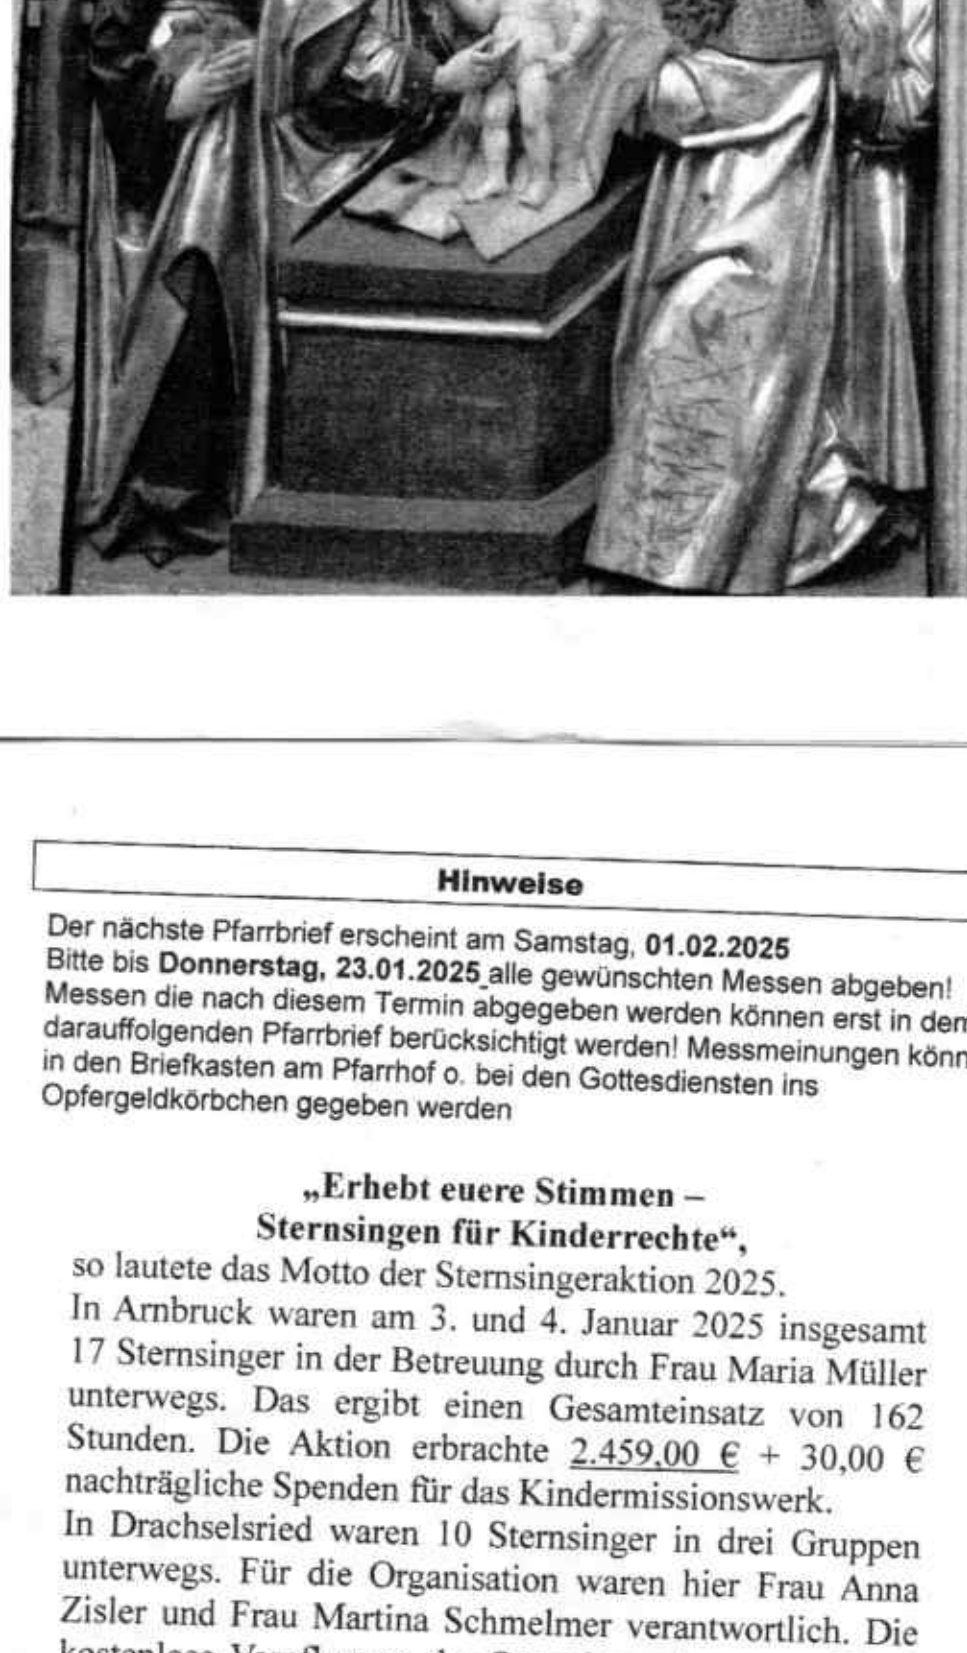 Hinweise
Der nächste Pfarrbrief erscheint am Samstag, 01.02.2025
Bitte bis Donnerstag, 23.01.2025 alle gewünschten Messen abgeben!
Messen die nach diesem Termin abgegeben werden können erst in dem
darauffolgenden Pfarrbrief berücksichtigt werden! Messmeinungen könn
in den Briefkasten am Pfarrhof o. bei den Gottesdiensten ins
Opfergeldkörbchen gegeben werden
„Erhebt euere Stimmen –
Sternsingen für Kinderrechte“,
so lautete das Motto der Sternsingeraktion 2025.
In Arnbruck waren am 3. und 4. Januar 2025 insgesamt
17 Sternsinger in der Betreuung durch Frau Maria Müller
unterwegs. Das ergibt einen Gesamteinsatz von 162
Stunden. Die Aktion erbrachte 2.459,00 € + 30,00 €
nachträgliche Spenden für das Kindermissionswerk.
In Drachselsried waren 10 Sternsinger in drei Gruppen
unterwegs. Für die Organisation waren hier Frau Anna
Zisler und Frau Martina Schmelmer verantwortlich. Die